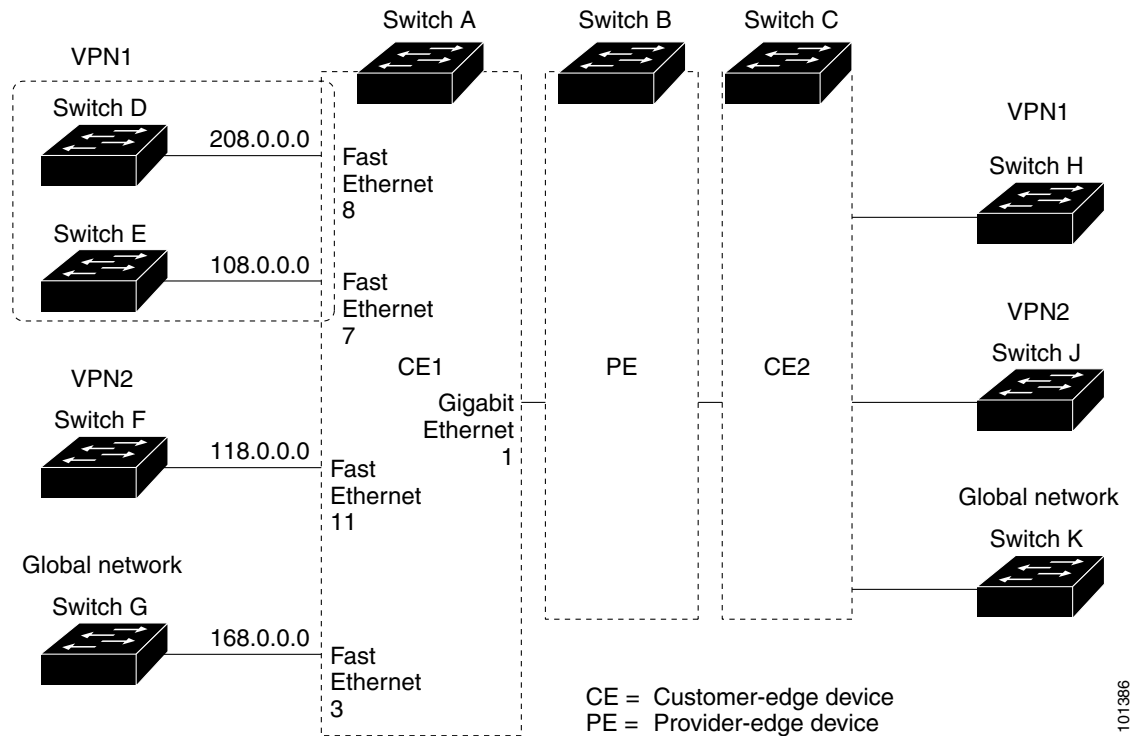 Switch A
Switch B
Switch C
VPN1
Switch D
208.0.0.0
Fast
Ethernet
8
Switch E
108.0.0.0
Fast
Ethernet
7
VPN2
Switch F
118.0.0.0
Fast
Ethernet
11
Global network
Switch G
168.0.0.0
Fast
Ethernet
3
CE1
Gigabit
Ethernet
1
PE
CE2
VPN1
Switch H
VPN2
Switch J
Global network
Switch K
CE = Customer-edge device
PE = Provider-edge device
101386